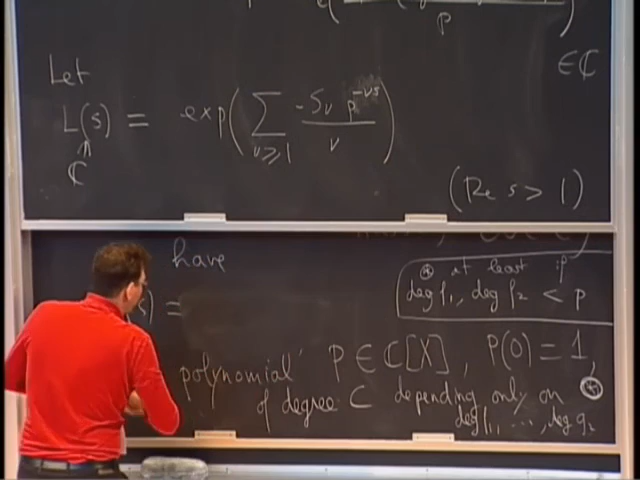 p
∈ ℂ
Let
L(s) = exp( ∑_{ν≥1} -S_ν p^{-νs} / ν )
↑
ℂ
(Re s > 1)
have
⊛ at least if
deg f₁, deg f₂ < p
s) =
polynomial P ∈ ℂ[X], P(0) = 1,
of degree C depending only on ⊛
deg f₁, ..., deg g₂